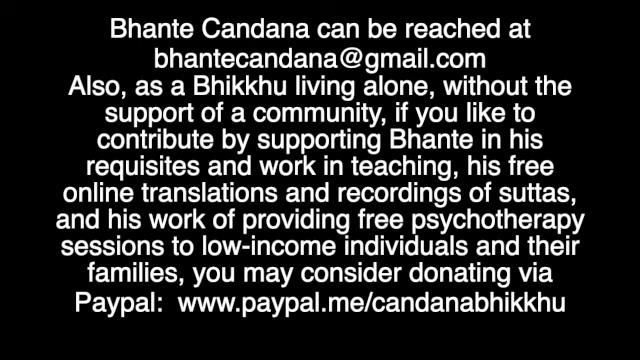 Bhante Candana can be reached at
bhantecandana@gmail.com
Also, as a Bhikkhu living alone, without the
support of a community, if you like to
contribute by supporting Bhante in his
requisites and work in teaching, his free
online translations and recordings of suttas,
and his work of providing free psychotherapy
sessions to low-income individuals and their
families, you may consider donating via
Paypal:  www.paypal.me/candanabhikkhu